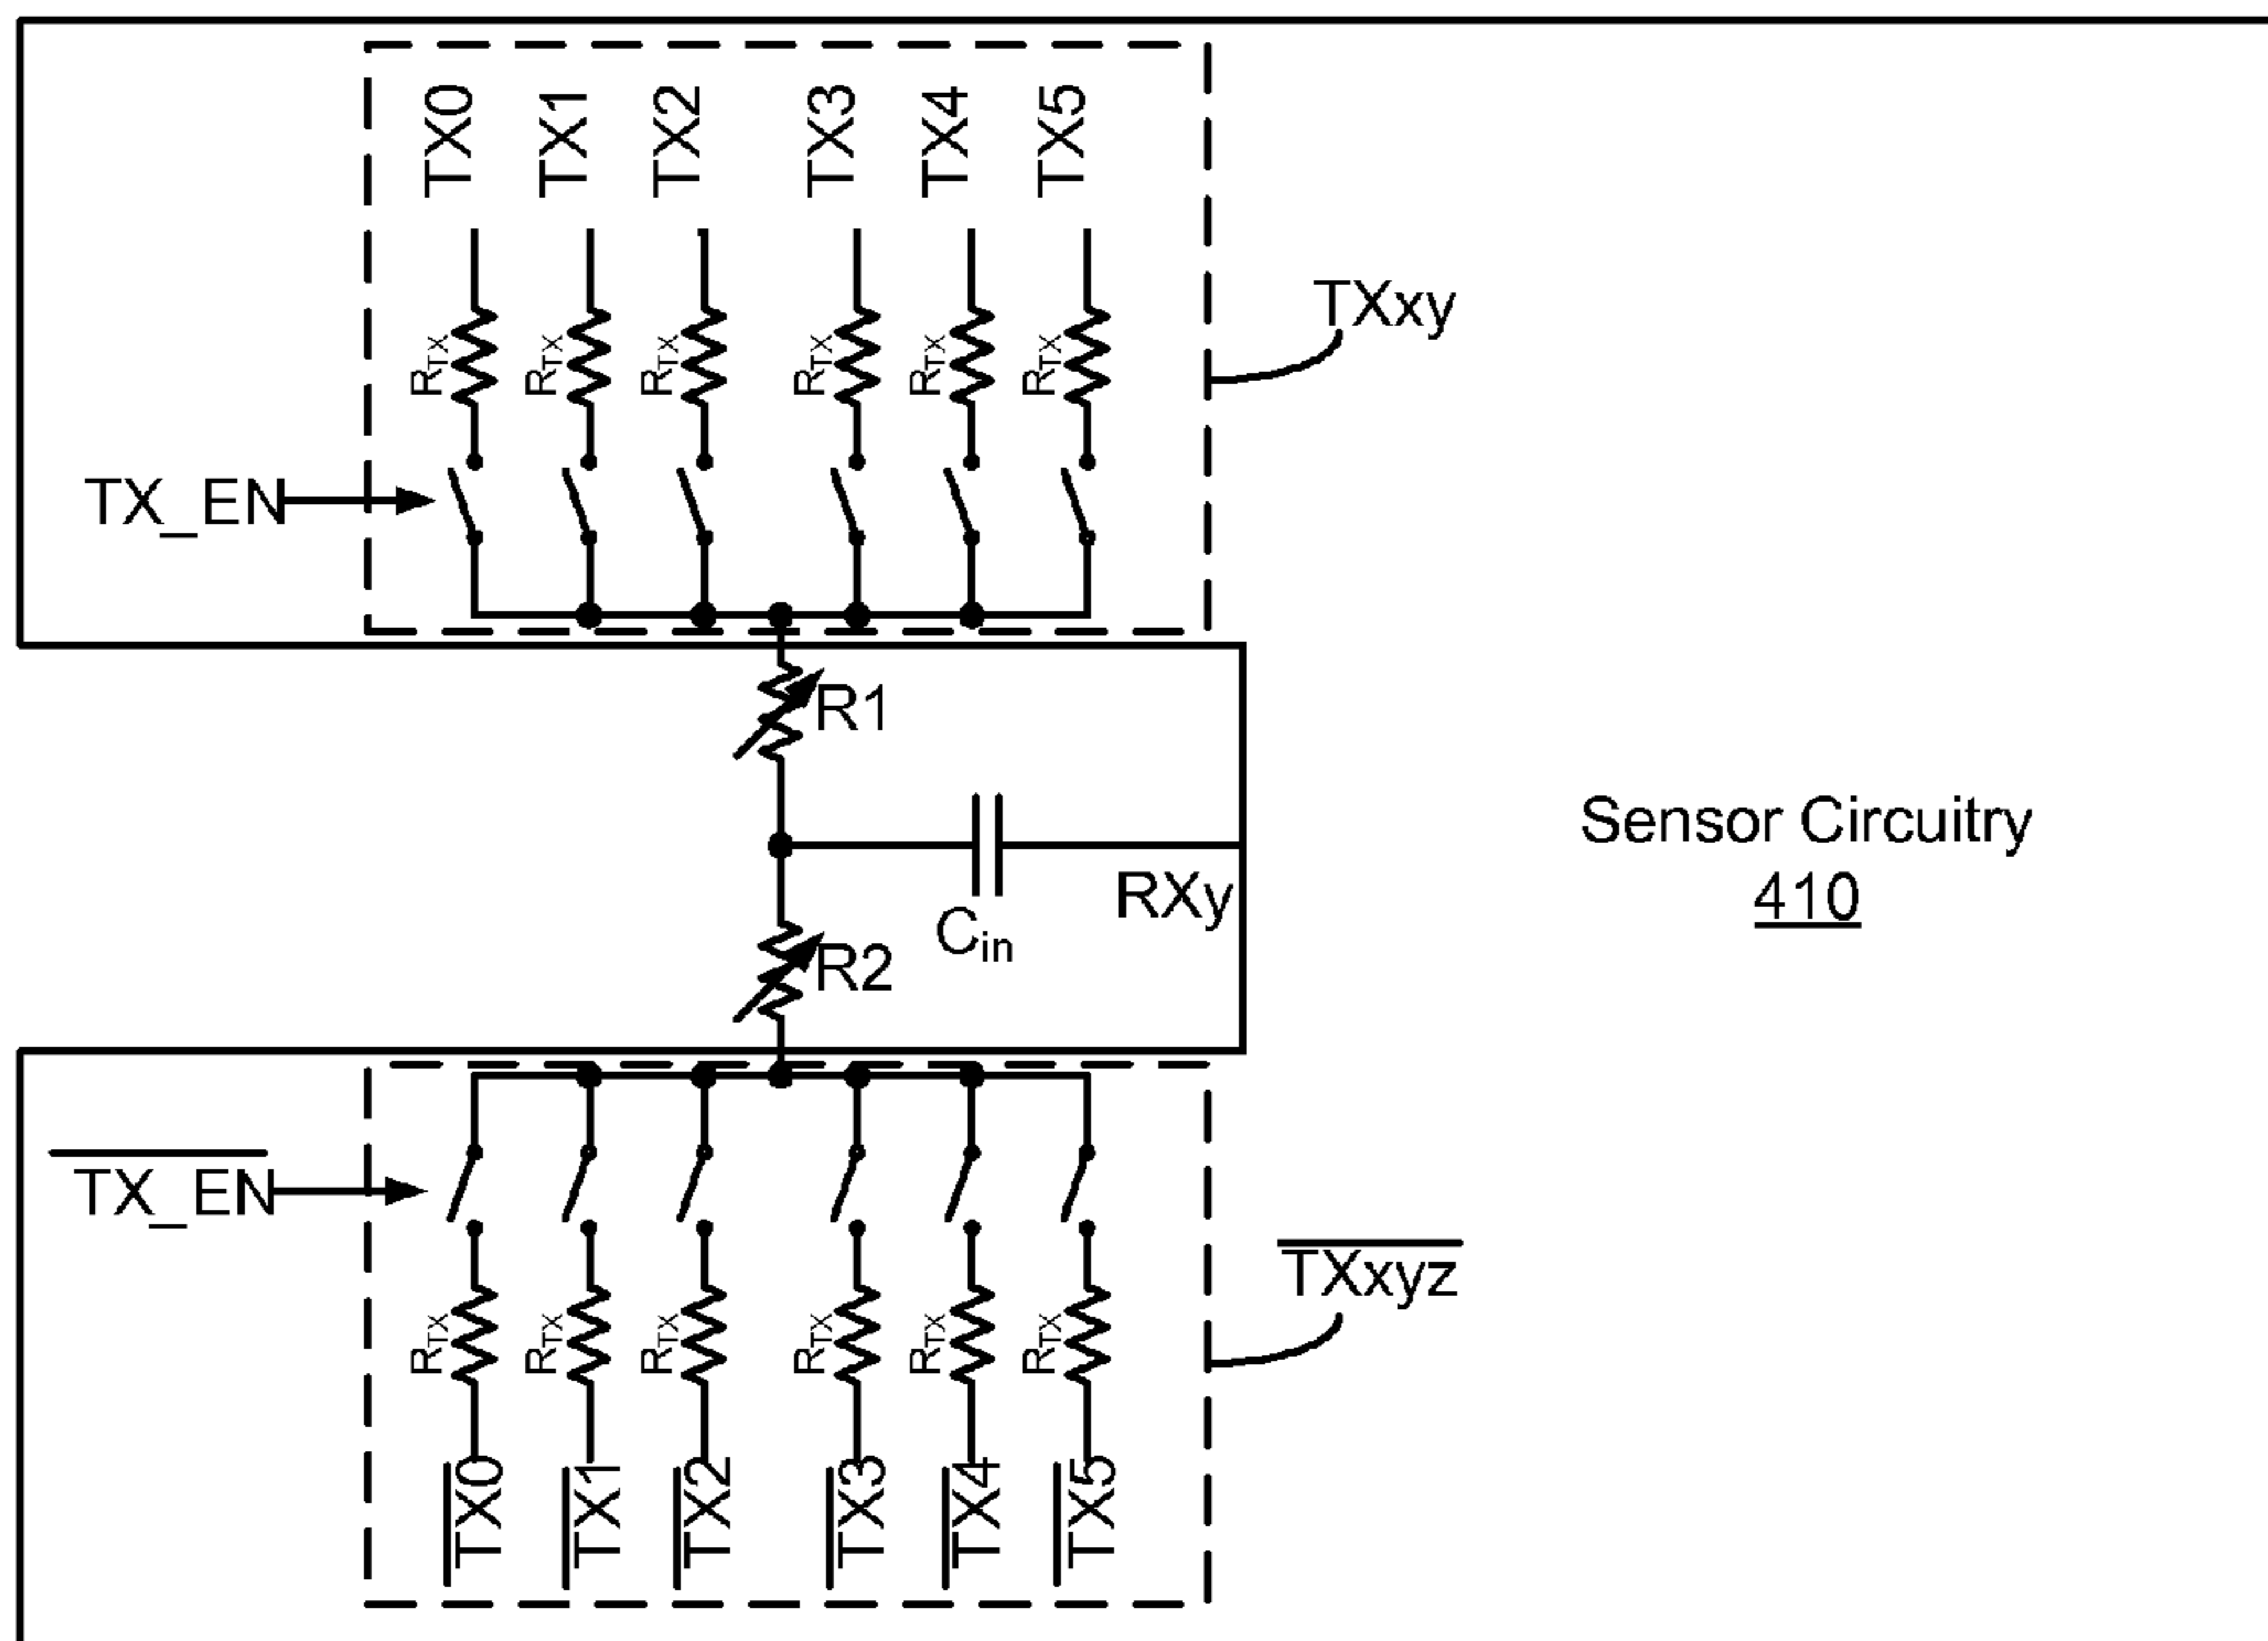 TX0 TX1 TX2 TX3 TX4 TX5
TXxy
RTX RTX RTX RTX RTX RTX
TX_EN
R1
Sensor Circuitry
410
RXy
Cin
R2
TX_EN
TXxyz
RTX RTX RTX RTX RTX RTX
TX0 TX1 TX2 TX3 TX4 TX5